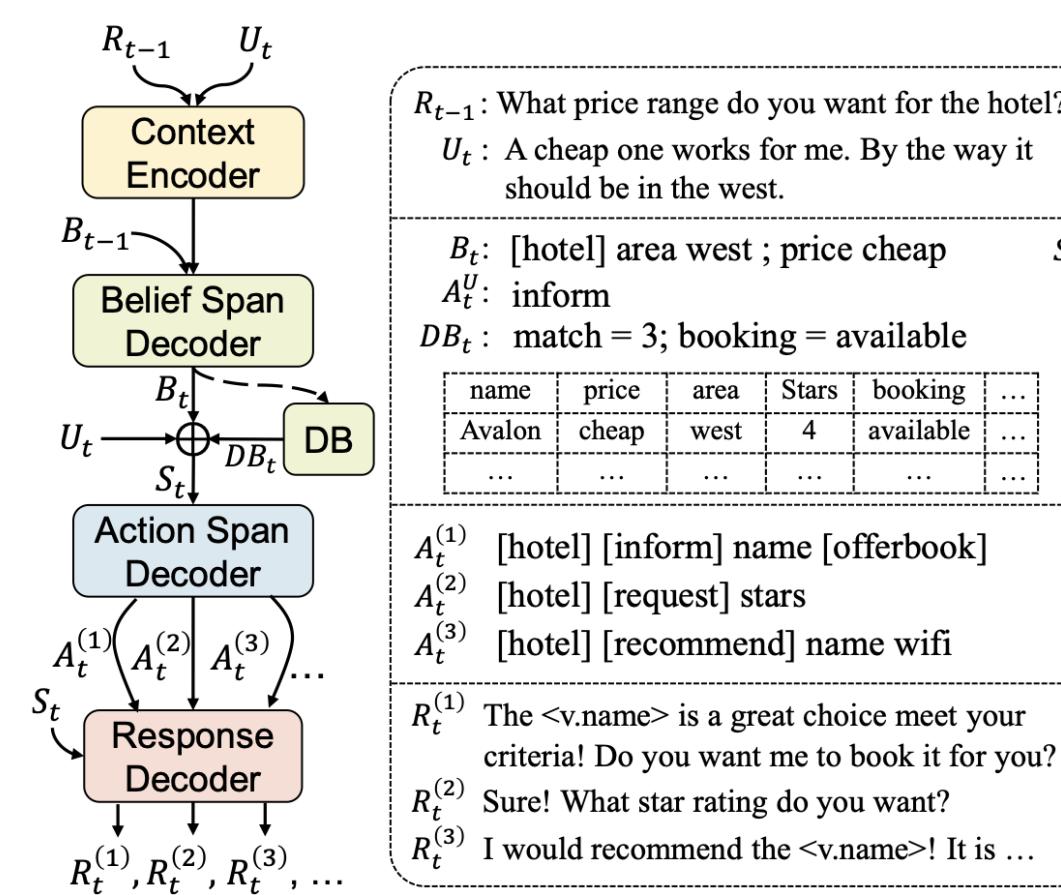 R_{t-1} U_t
Context
Encoder
B_{t-1}
Belief Span
Decoder
B_t
U_t
DB_t
DB
S_t
Action Span
Decoder
A_t^{(1)} A_t^{(2)} A_t^{(3)} ...
S_t
Response
Decoder
R_t^{(1)}, R_t^{(2)}, R_t^{(3)}, ...
R_{t-1}: What price range do you want for the hotel?
U_t: A cheap one works for me. By the way it
should be in the west.
B_t: [hotel] area west ; price cheap
A_t^U: inform
DB_t: match = 3; booking = available
name price area Stars booking ...
Avalon cheap west 4 available ...
... ... ... ... ... ...
A_t^{(1)} [hotel] [inform] name [offerbook]
A_t^{(2)} [hotel] [request] stars
A_t^{(3)} [hotel] [recommend] name wifi
R_t^{(1)} The <v.name> is a great choice meet your
criteria! Do you want me to book it for you?
R_t^{(2)} Sure! What star rating do you want?
R_t^{(3)} I would recommend the <v.name>! It is ...